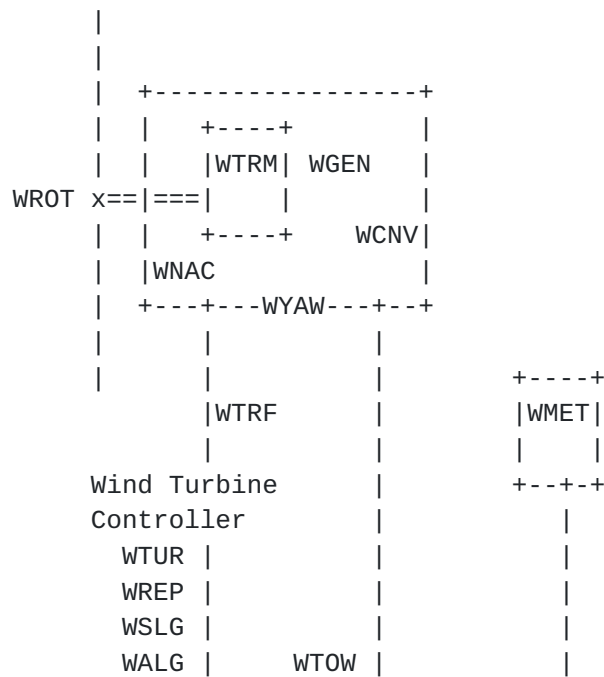 WTRM WGEN
WROT
WCNV
WNAC
WYAW
WTRF WMET
Wind Turbine
Controller
WTUR
WREP
WSLG
WALG WTOW